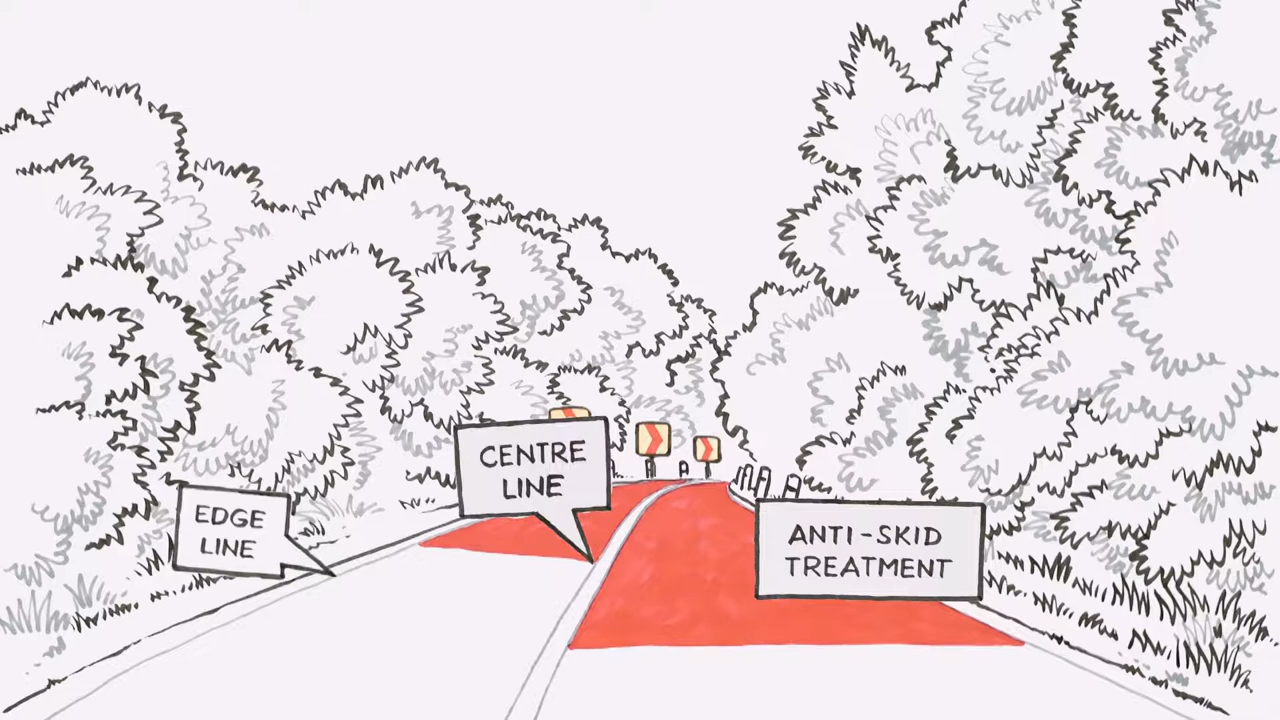 EDGE
LINE
CENTRE
LINE
ANTI-SKID
TREATMENT